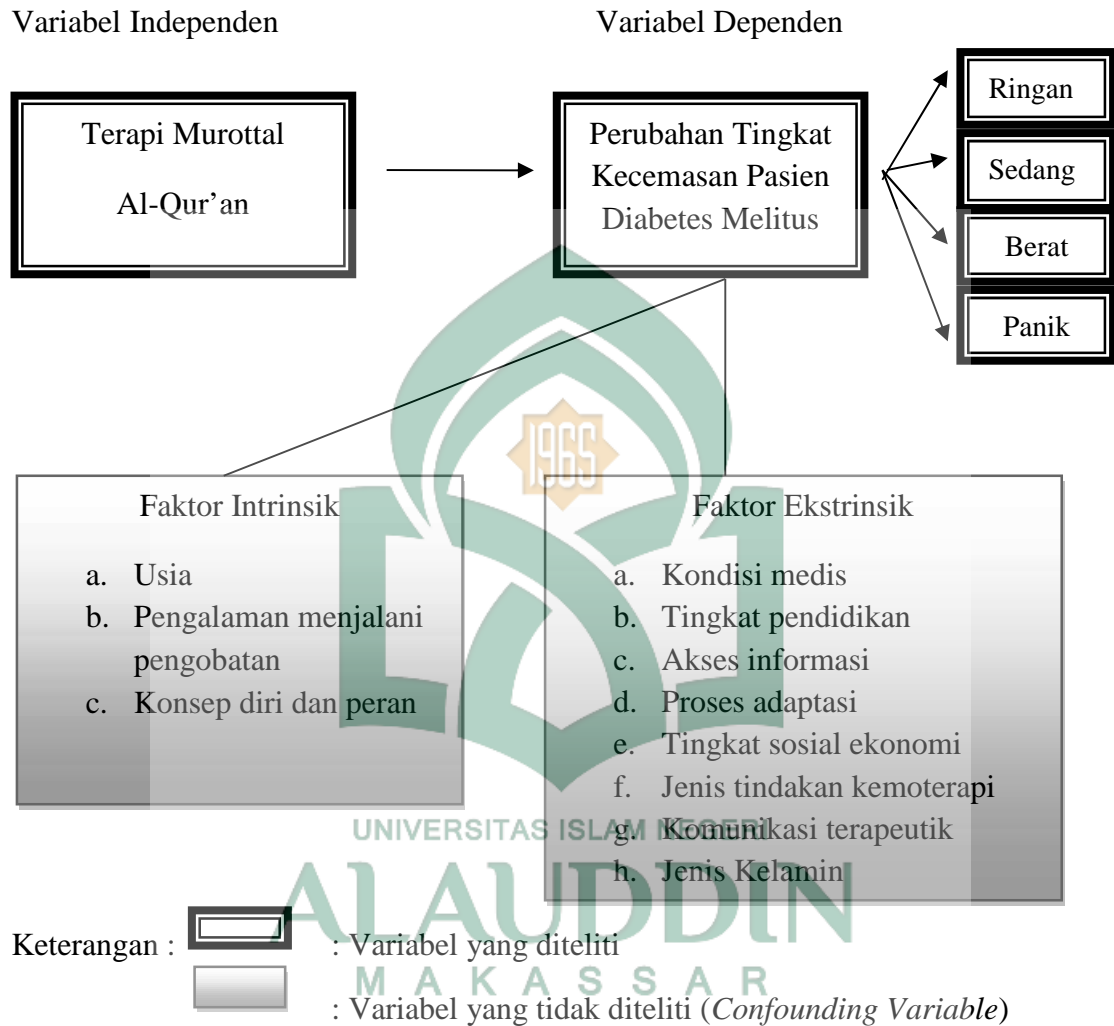 Variabel Independen
Variabel Dependen
Terapi Murottal
Al-Qur’an
Perubahan Tingkat
Kecemasan Pasien
Diabetes Melitus
Ringan
Sedang
Berat
Panik
1965
Faktor Intrinsik
a. Usia
b. Pengalaman menjalani
pengobatan
c. Konsep diri dan peran
Faktor Ekstrinsik
a. Kondisi medis
b. Tingkat pendidikan
c. Akses informasi
d. Proses adaptasi
e. Tingkat sosial ekonomi
f. Jenis tindakan kemoterapi
g. Komunikasi terapeutik
h. Jenis Kelamin
UNIVERSITAS ISLAM NEGERI
ALAUDDIN
MAKASSAR
Keterangan :
: Variabel yang diteliti
: Variabel yang tidak diteliti (Confounding Variable)